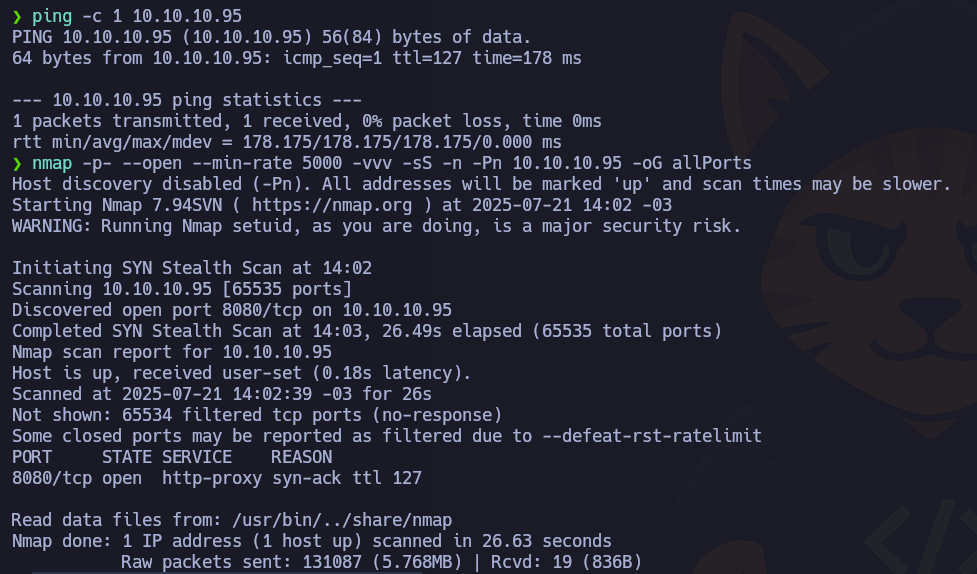 ❯ ping -c 1 10.10.10.95
PING 10.10.10.95 (10.10.10.95) 56(84) bytes of data.
64 bytes from 10.10.10.95: icmp_seq=1 ttl=127 time=178 ms
--- 10.10.10.95 ping statistics ---
1 packets transmitted, 1 received, 0% packet loss, time 0ms
rtt min/avg/max/mdev = 178.175/178.175/178.175/0.000 ms
❯ nmap -p- --open --min-rate 5000 -vvv -sS -n -Pn 10.10.10.95 -oG allPorts
Host discovery disabled (-Pn). All addresses will be marked 'up' and scan times may be slower.
Starting Nmap 7.94SVN ( https://nmap.org ) at 2025-07-21 14:02 -03
WARNING: Running Nmap setuid, as you are doing, is a major security risk.
Initiating SYN Stealth Scan at 14:02
Scanning 10.10.10.95 [65535 ports]
Discovered open port 8080/tcp on 10.10.10.95
Completed SYN Stealth Scan at 14:03, 26.49s elapsed (65535 total ports)
Nmap scan report for 10.10.10.95
Host is up, received user-set (0.18s latency).
Scanned at 2025-07-21 14:02:39 -03 for 26s
Not shown: 65534 filtered tcp ports (no-response)
Some closed ports may be reported as filtered due to --defeat-rst-ratelimit
PORT     STATE SERVICE    REASON
8080/tcp open  http-proxy syn-ack ttl 127
Read data files from: /usr/bin/../share/nmap
Nmap done: 1 IP address (1 host up) scanned in 26.63 seconds
           Raw packets sent: 131087 (5.768MB) | Rcvd: 19 (836B)